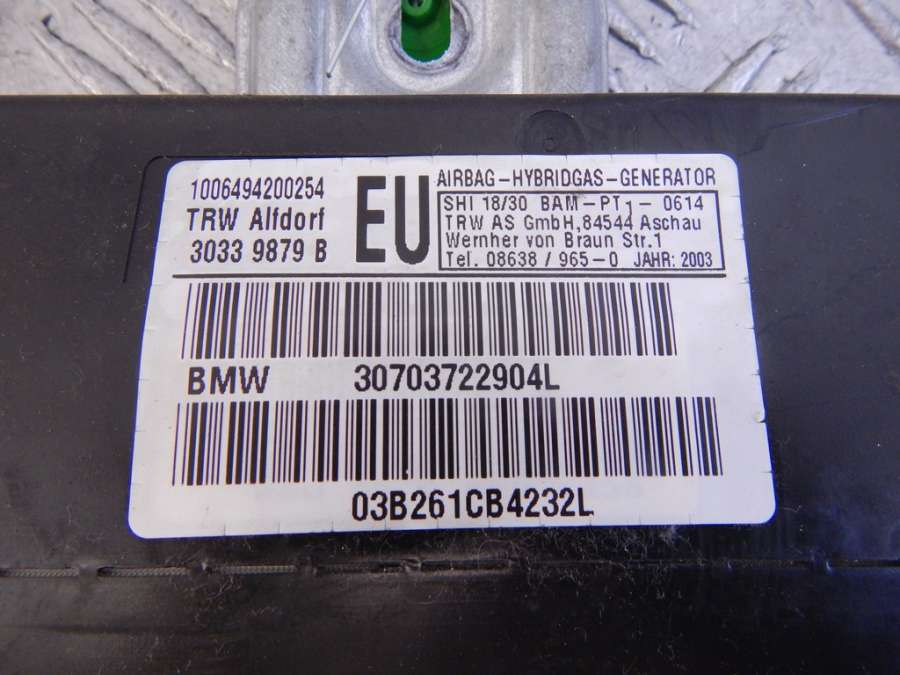 1006494200254
TRW Alfdorf
3033 9879 B
EU
AIRBAG-HYBRIDGAS-GENERATOR
SHI 18/30 BAM-PT1-0614
TRW AS GmbH,84544 Aschau
Wernher von Braun Str.1
Tel. 08638/965-0 JAHR: 2003
BMW 30703722904L
03B261CB4232L